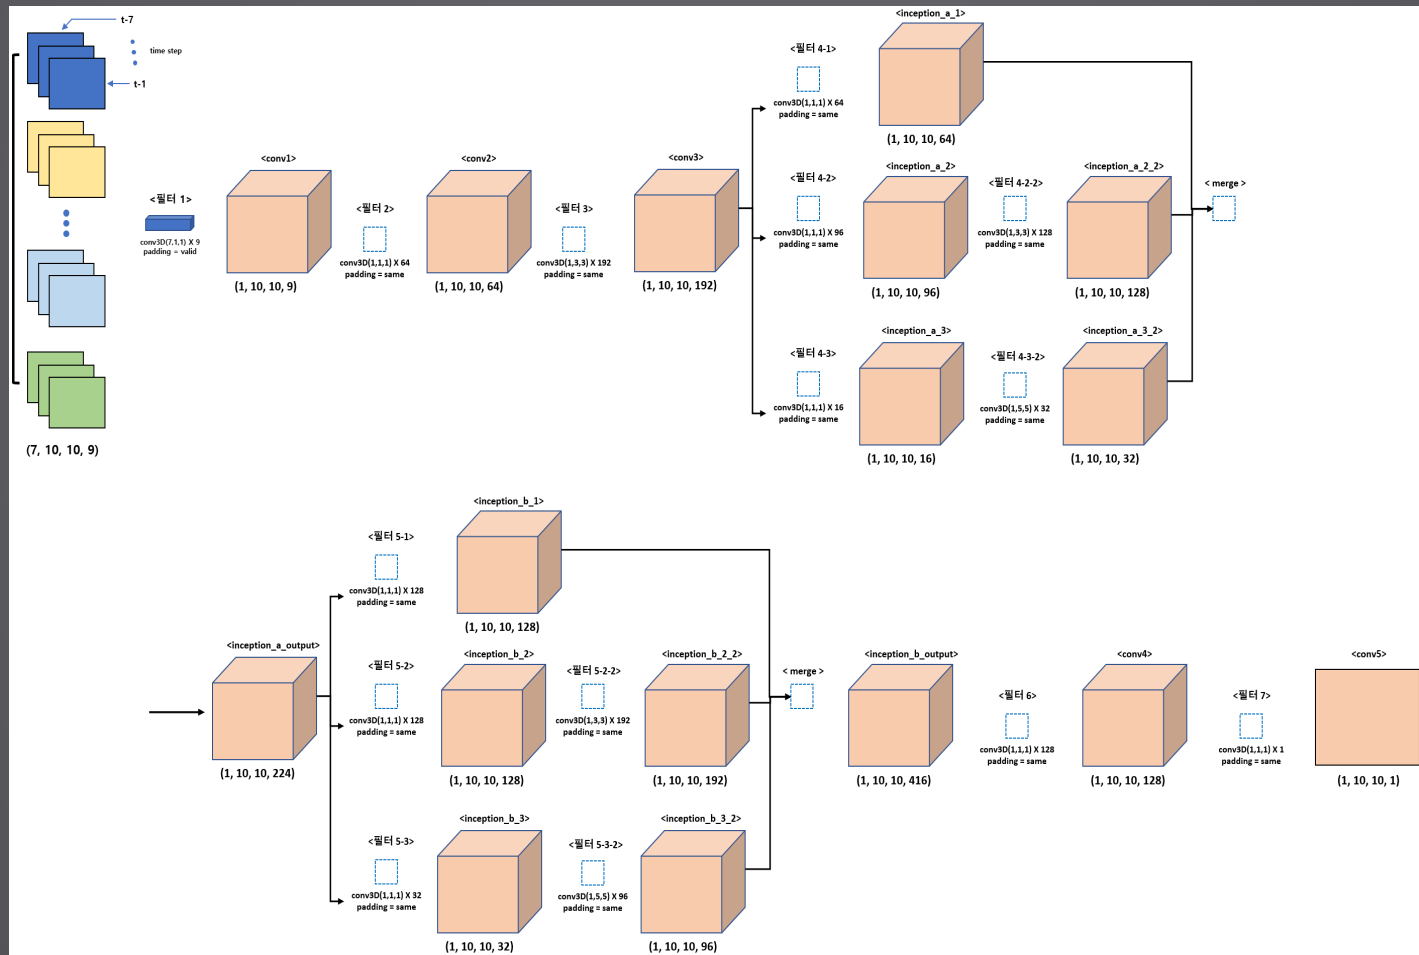 t-7
time step
t-1
(7, 10, 10, 9)
<필터 1>
conv3D(7,1,1) X 9
padding = valid
<conv1>
(1, 10, 10, 9)
<필터 2>
conv3D(1,1,1) X 64
padding = same
<conv2>
(1, 10, 10, 64)
<필터 3>
conv3D(1,3,3) X 192
padding = same
<conv3>
(1, 10, 10, 192)
<필터 4-1>
conv3D(1,1,1) X 64
padding = same
<inception_a_1>
(1, 10, 10, 64)
<필터 4-2>
conv3D(1,1,1) X 96
padding = same
<inception_a_2>
(1, 10, 10, 96)
<필터 4-2-2>
conv3D(1,3,3) X 128
padding = same
<inception_a_2_2>
(1, 10, 10, 128)
<필터 4-3>
conv3D(1,1,1) X 16
padding = same
<inception_a_3>
(1, 10, 10, 16)
<필터 4-3-2>
conv3D(1,5,5) X 32
padding = same
<inception_a_3_2>
(1, 10, 10, 32)
< merge >
<inception_a_output>
(1, 10, 10, 224)
<필터 5-1>
conv3D(1,1,1) X 128
padding = same
<inception_b_1>
(1, 10, 10, 128)
<필터 5-2>
conv3D(1,1,1) X 128
padding = same
<inception_b_2>
(1, 10, 10, 128)
<필터 5-2-2>
conv3D(1,3,3) X 192
padding = same
<inception_b_2_2>
(1, 10, 10, 192)
<필터 5-3>
conv3D(1,1,1) X 32
padding = same
<inception_b_3>
(1, 10, 10, 32)
<필터 5-3-2>
conv3D(1,5,5) X 96
padding = same
<inception_b_3_2>
(1, 10, 10, 96)
< merge >
<inception_b_output>
(1, 10, 10, 416)
<필터 6>
conv3D(1,1,1) X 128
padding = same
<conv4>
(1, 10, 10, 128)
<필터 7>
conv3D(1,1,1) X 1
padding = same
<conv5>
(1, 10, 10, 1)